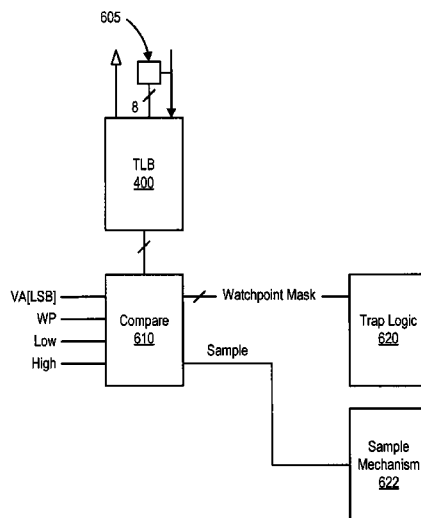 605
8
TLB
400
VA[LSB]
WP
Low
High
Compare
610
Watchpoint Mask
Sample
Trap Logic
620
Sample
Mechanism
622